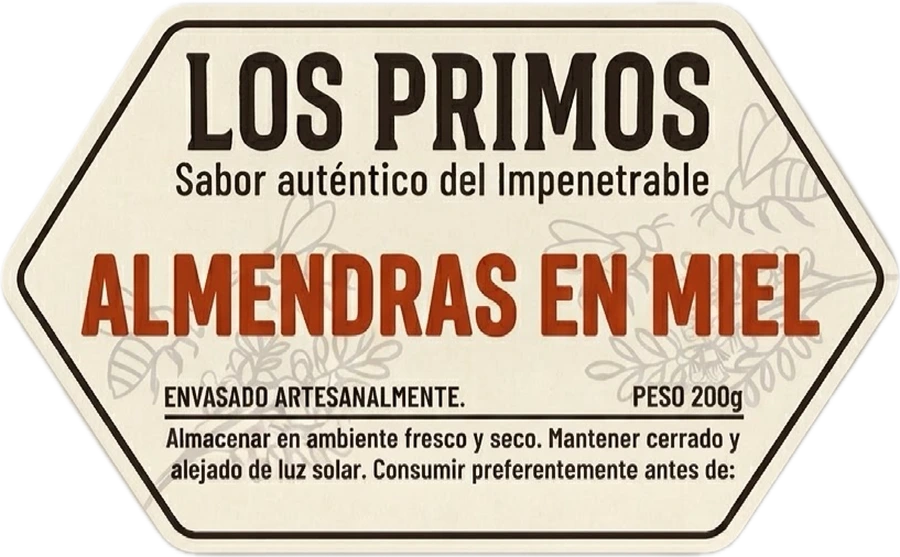 LOS PRIMOS
Sabor auténtico del Impenetrable
ALMENDRAS EN MIEL
ENVASADO ARTESANALMENTE. PESO 200g
Almacenar en ambiente fresco y seco. Mantener cerrado y
alejado de luz solar. Consumir preferentemente antes de: